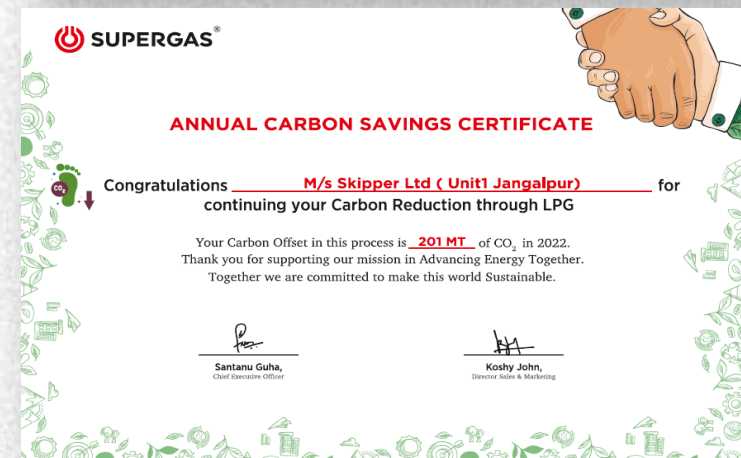 SUPERGAS®
ANNUAL CARBON SAVINGS CERTIFICATE
CO₂
Congratulations M/s Skipper Ltd ( Unit1 Jangalpur) for
continuing your Carbon Reduction through LPG
Your Carbon Offset in this process is 201 MT of CO₂ in 2022.
Thank you for supporting our mission in Advancing Energy Together.
Together we are committed to make this world Sustainable.
Santanu Guha,
Chief Executive Officer
Koshy John,
Director Sales & Marketing